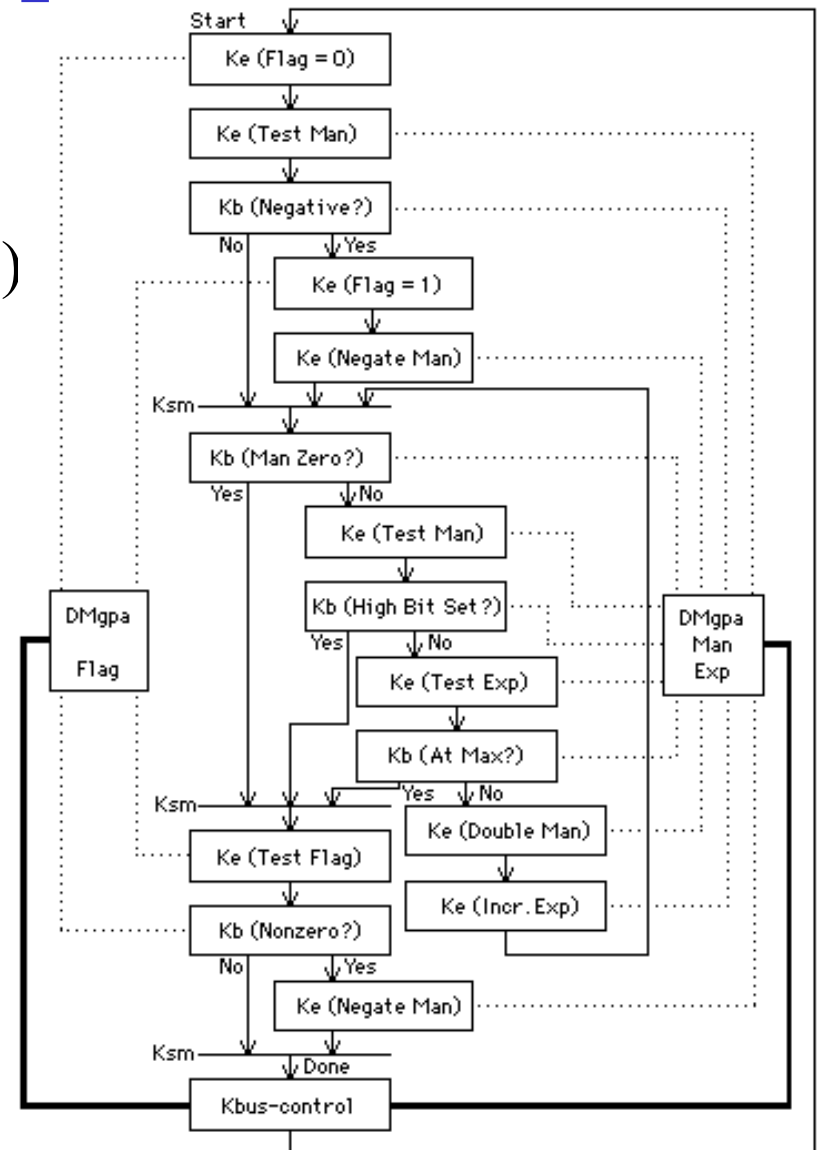 Start
Ke (Flag = 0)
Ke (Test Man)
Kb (Negative?)
No
Yes
)
Ke (Flag = 1)
Ke (Negate Man)
Ksm
Kb (Man Zero?)
Yes
No
Ke (Test Man)
Kb (High Bit Set?)
Yes
No
DMgpa
Flag
DMgpa
Man
Exp
Ke (Test Exp)
Kb (At Max?)
Yes
No
Ksm
Ke (Double Man)
Ke (Test Flag)
Ke (Incr. Exp)
Kb (Nonzero?)
No
Yes
Ke (Negate Man)
Ksm
Done
Kbus-control